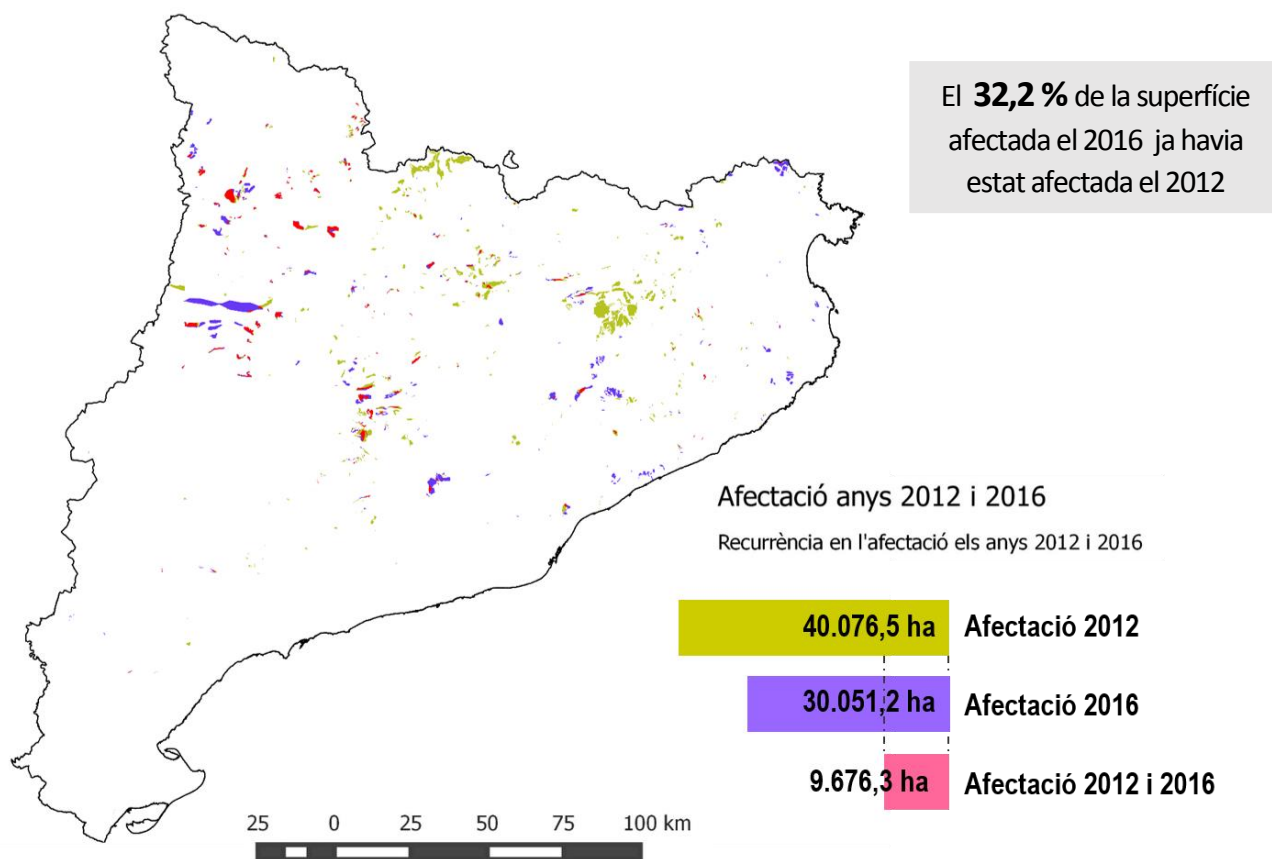 El 32,2 % de la superfície
afectada el 2016 ja havia
estat afectada el 2012
Afectació anys 2012 i 2016
Recurrència en l'afectació els anys 2012 i 2016
40.076,5 ha Afectació 2012
30.051,2 ha Afectació 2016
9.676,3 ha Afectació 2012 i 2016
25 0 25 50 75 100 km